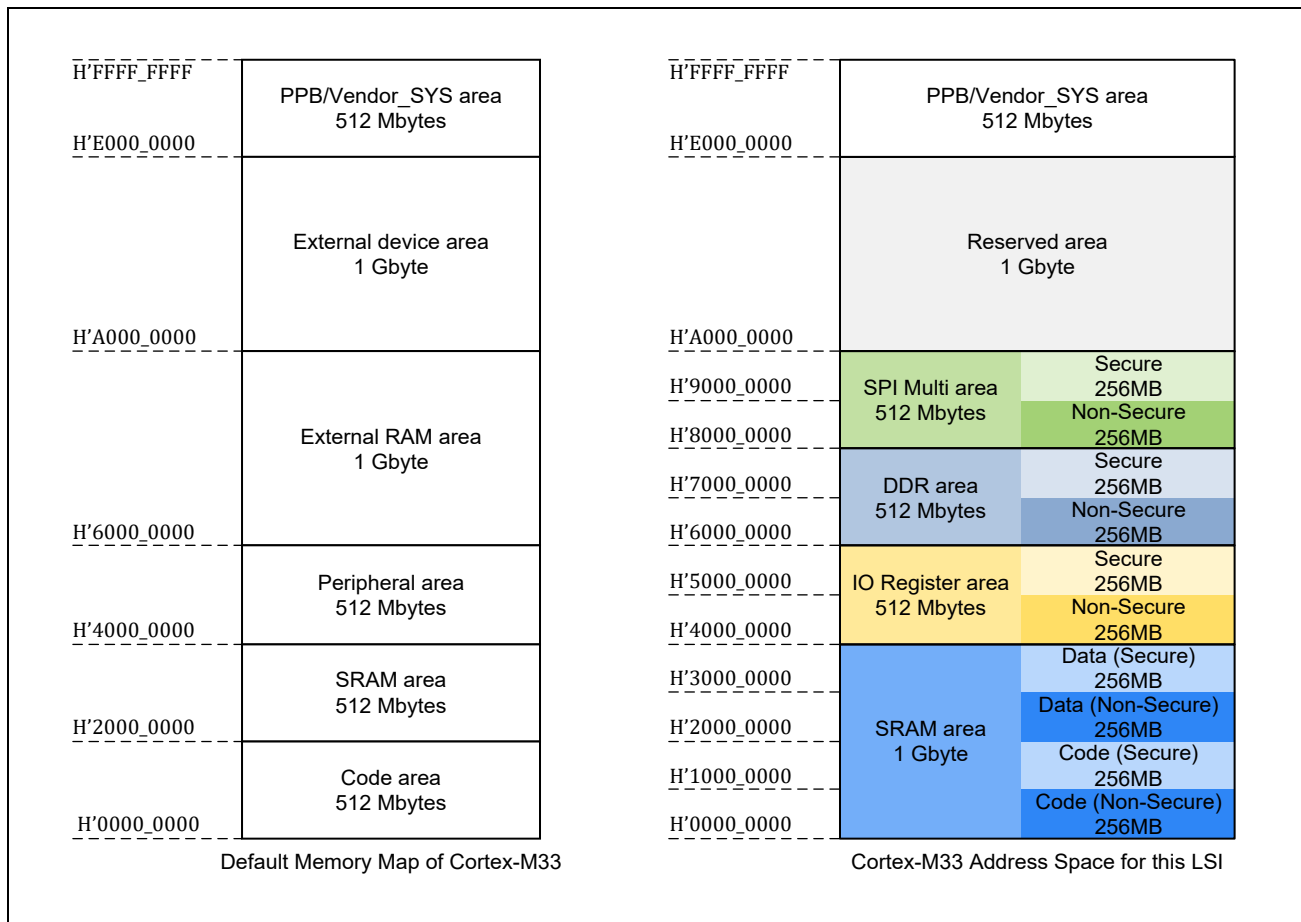 H'FFFF_FFFF
PPB/Vendor_SYS area
512 Mbytes
H'E000_0000
External device area
1 Gbyte
H'A000_0000
External RAM area
1 Gbyte
H'6000_0000
Peripheral area
512 Mbytes
H'4000_0000
SRAM area
512 Mbytes
H'2000_0000
Code area
512 Mbytes
H'0000_0000
Default Memory Map of Cortex-M33
H'FFFF_FFFF
PPB/Vendor_SYS area
512 Mbytes
H'E000_0000
Reserved area
1 Gbyte
H'A000_0000
SPI Multi area
512 Mbytes
Secure
256MB
H'9000_0000
Non-Secure
256MB
H'8000_0000
DDR area
512 Mbytes
Secure
256MB
H'7000_0000
Non-Secure
256MB
H'6000_0000
IO Register area
512 Mbytes
Secure
256MB
H'5000_0000
Non-Secure
256MB
H'4000_0000
SRAM area
1 Gbyte
Data (Secure)
256MB
H'3000_0000
Data (Non-Secure)
256MB
H'2000_0000
Code (Secure)
256MB
H'1000_0000
Code (Non-Secure)
256MB
H'0000_0000
Cortex-M33 Address Space for this LSI